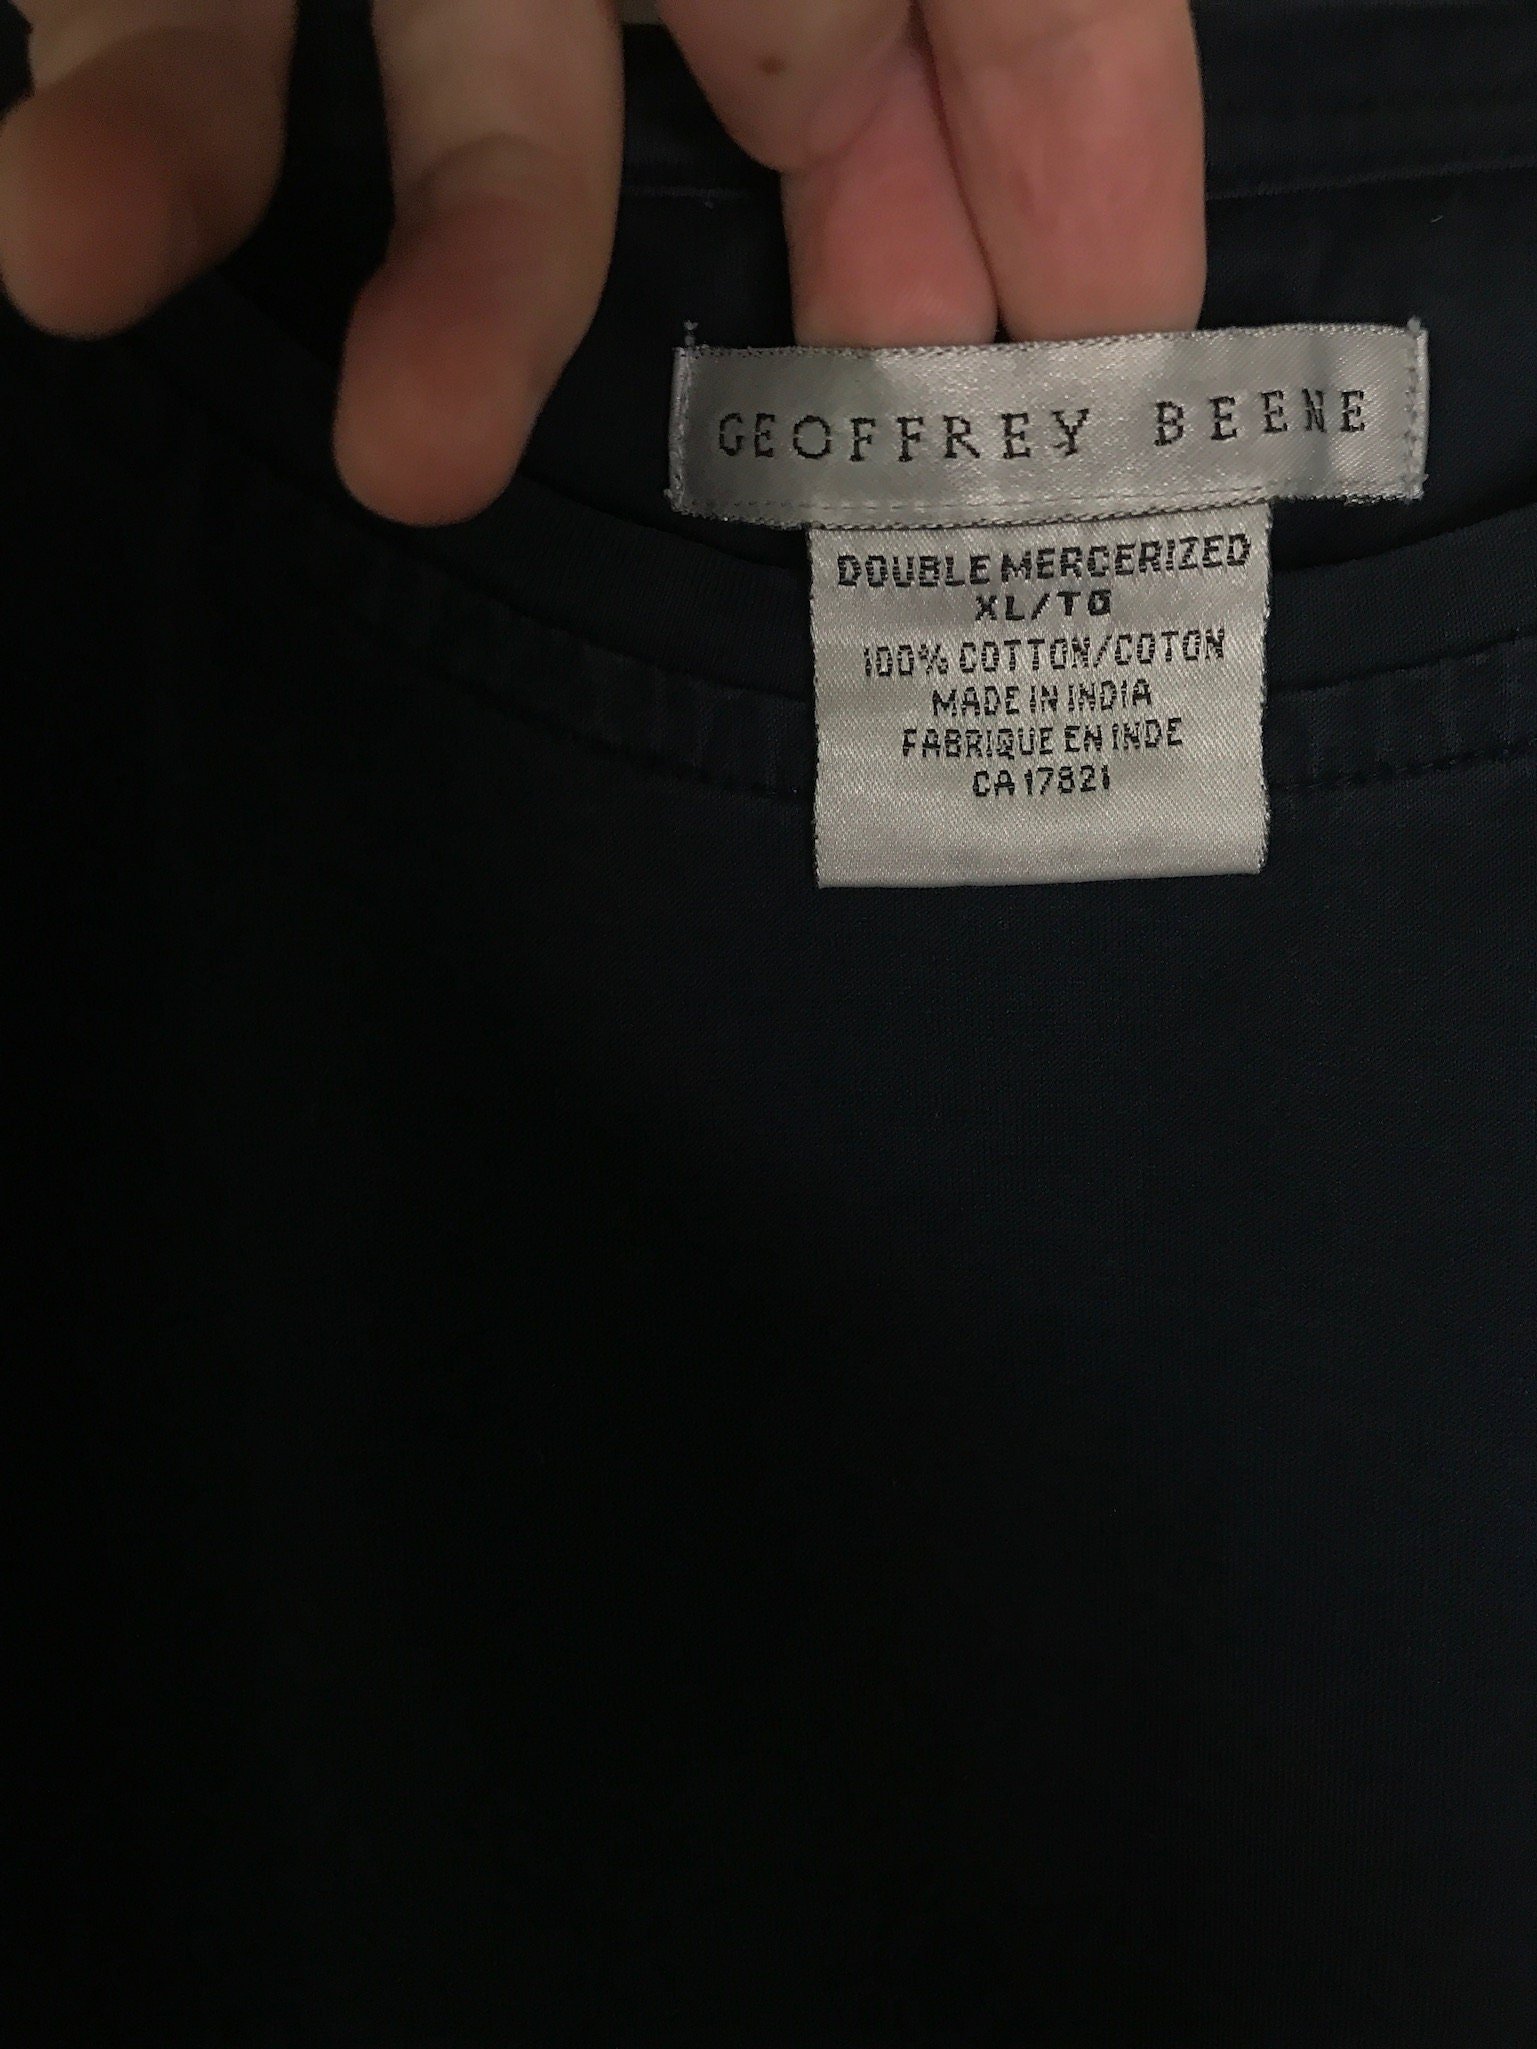 GEOFFREY BEENE
DOUBLE MERCERIZED
XL/TG
100% COTTON/COTON
MADE IN INDIA
FABRIQUE EN INDE
CA 17821